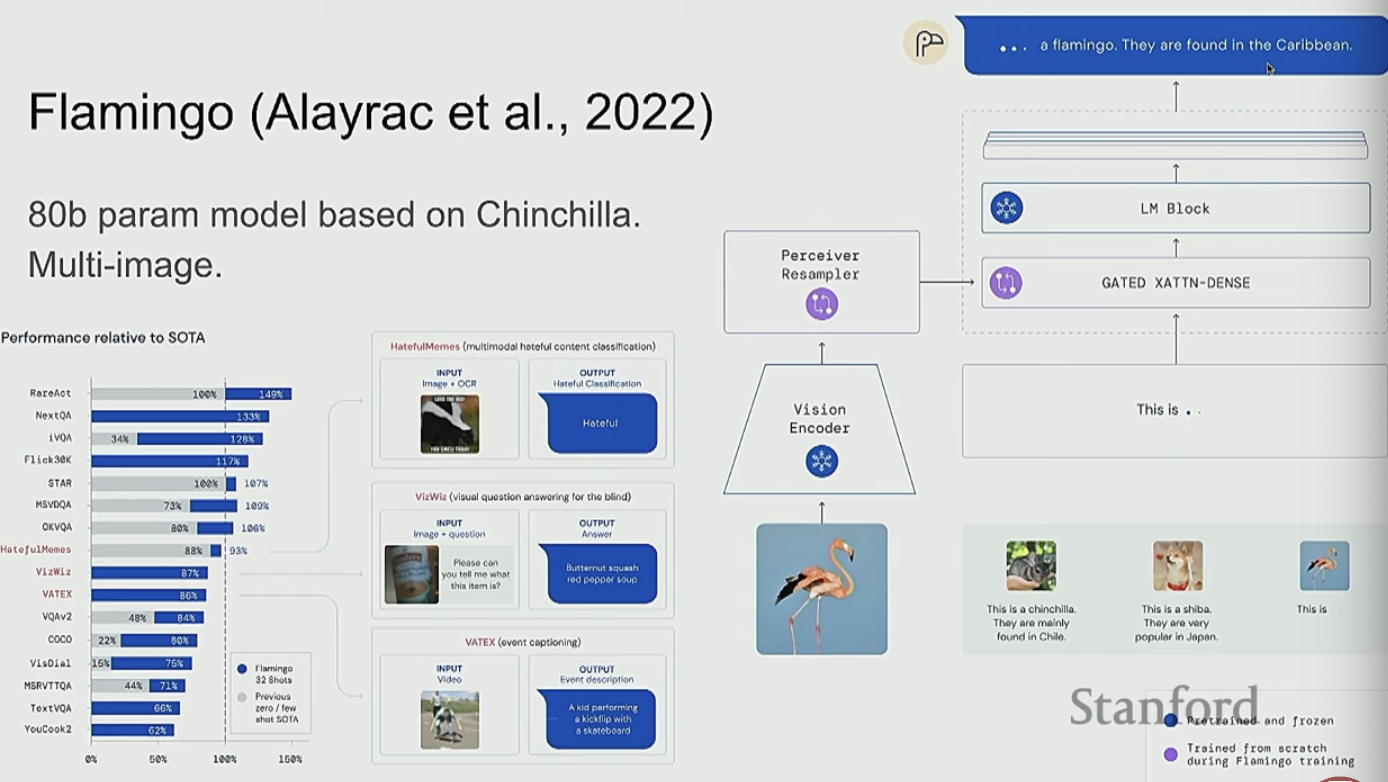 Flamingo (Alayrac et al., 2022)
80b param model based on Chinchilla.
Multi-image.
Performance relative to SOTA
RareAct 100% 149%
NextQA 133%
iVQA 34% 128%
Flick30K 117%
STAR 100% 107%
MSVDQA 73% 109%
OKVQA 80% 106%
HatefulMemes 88% 93%
VizWiz 87%
VATEX 86%
VQAv2 48% 84%
COCO 22% 80%
VisDial 15% 75%
MSRVTTQA 44% 71%
TextVQA 66%
YouCook2 62%
0% 50% 100% 150%
Flamingo
32 Shots
Previous
zero / few
shot SOTA
HatefulMemes (multimodal hateful content classification)
INPUT
Image + OCR
LOVE THE WAY
YOU SMELL TODAY
OUTPUT
Hateful Classification
Hateful
VizWiz (visual question answering for the blind)
INPUT
Image + question
Please can
you tell me what
this item is?
OUTPUT
Answer
Butternut squash
red pepper soup
VATEX (event captioning)
INPUT
Video
OUTPUT
Event description
A kid performing
a kickflip with
a skateboard
Perceiver
Resampler
Vision
Encoder
... a flamingo. They are found in the Caribbean.
LM Block
GATED XATTN-DENSE
This is . .
This is a chinchilla.
They are mainly
found in Chile.
This is a shiba.
They are very
popular in Japan.
This is
Stanford
Pretrained and frozen
Trained from scratch
during Flamingo training